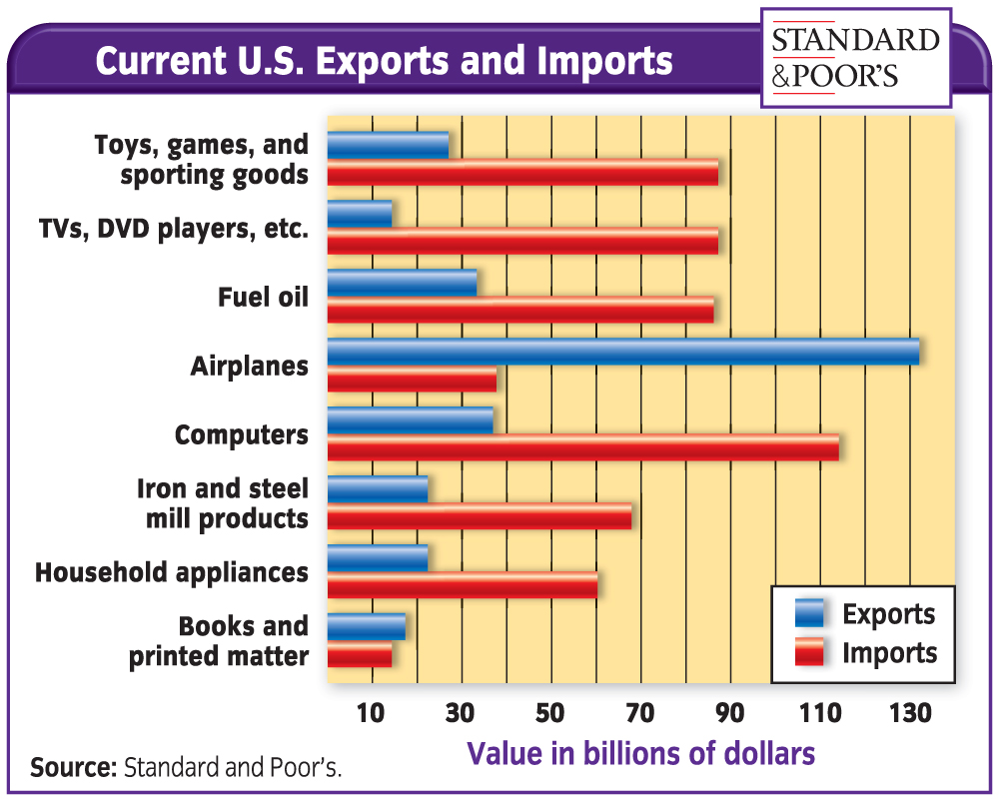 Current U.S. Exports and Imports
STANDARD
&POOR'S
Toys, games, and
sporting goods
TVs, DVD players, etc.
Fuel oil
Airplanes
Computers
Iron and steel
mill products
Household appliances
Books and
printed matter
Exports
Imports
10 30 50 70 90 110 130
Value in billions of dollars
Source: Standard and Poor's.